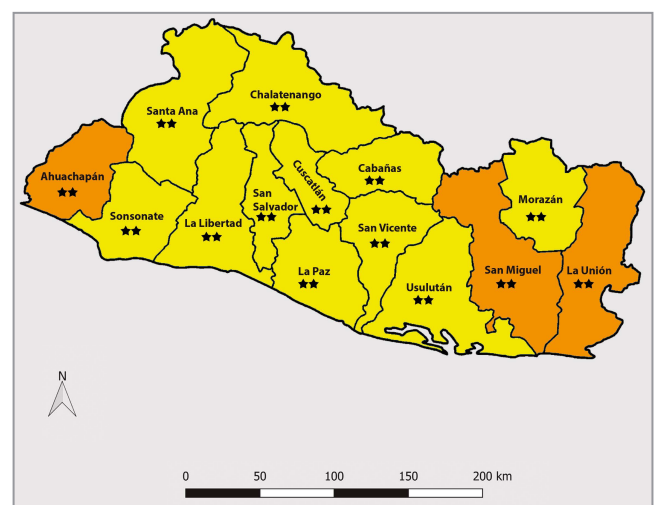 Chalatenango
★★
Santa Ana
★★
Cabañas
★★
Cuscatlán
★★
Ahuachapán
★★
San
Salvador
★★
Morazán
★★
Sonsonate
★★
La Libertad
★★
San Vicente
★★
La Paz
★★
San Miguel
★★
La Unión
★★
Usulután
★★
N
0 50 100 150 200 km